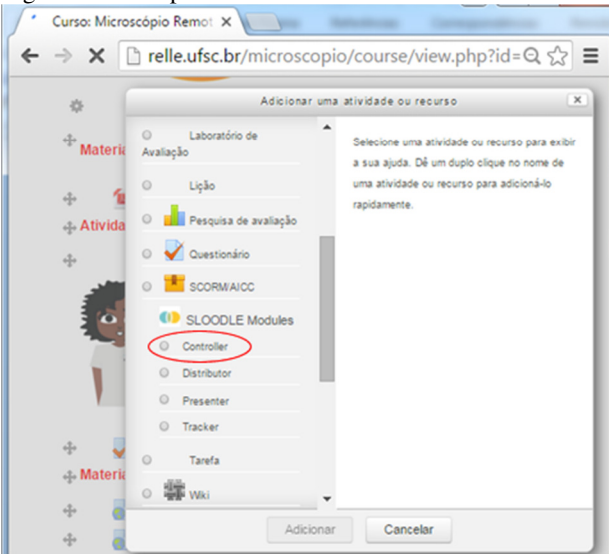 Curso: Microscópio Remot
relle.ufsc.br/microscopio/course/view.php?id=
Adicionar uma atividade ou recurso
Laboratório de
Avaliação
Lição
Pesquisa de avaliação
Questionário
SCORM/AICC
SLOODLE Modules
Controller
Distributor
Presenter
Tracker
Tarefa
Wiki
Selecione uma atividade ou recurso para exibir
a sua ajuda. Dê um duplo clique no nome de
uma atividade ou recurso para adicioná-lo
rapidamente.
Materia
Ativida
Materia
Adicionar
Cancelar